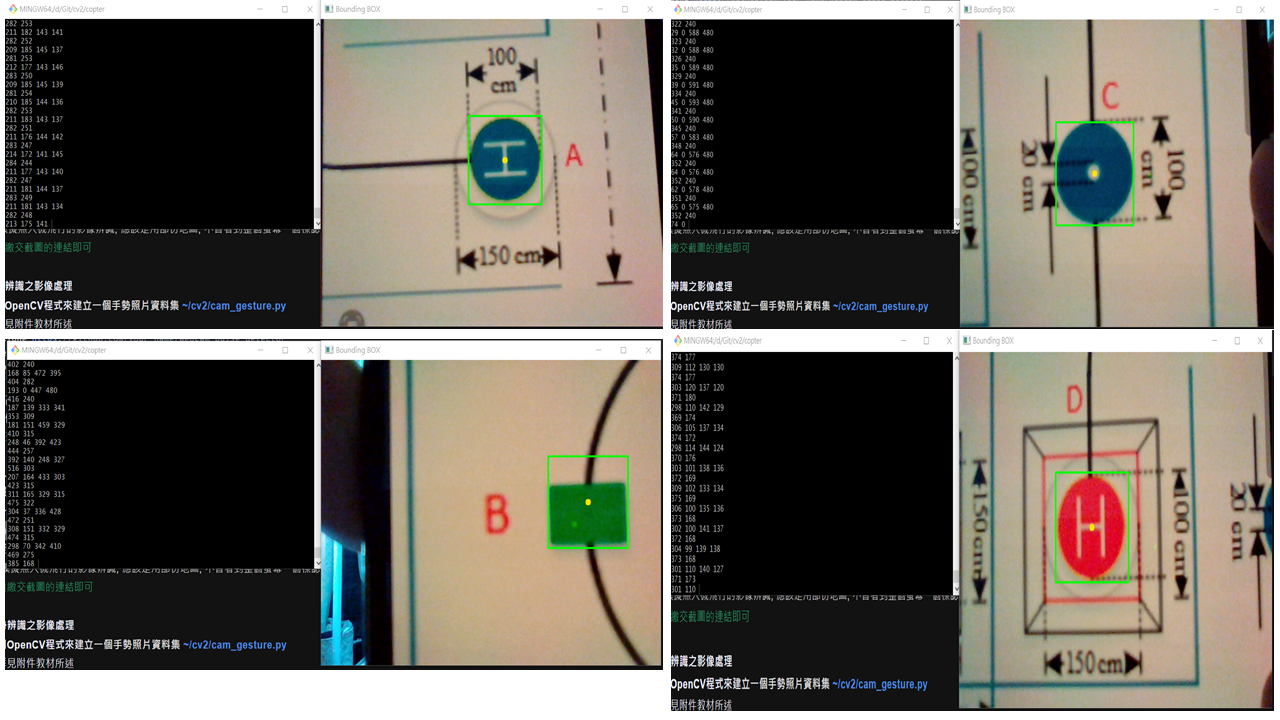 MINGW64:/d/Git/cv2/copter
282 253
211 182 143 141
282 252
209 185 145 137
281 253
212 177 143 146
283 250
209 185 145 139
281 254
210 185 144 136
282 253
211 183 143 137
282 251
211 176 144 142
283 247
214 172 141 145
284 244
211 177 143 140
282 247
211 181 144 137
283 249
211 181 143 134
282 248
213 175 141
繳交截圖的連結即可
辨識之影像處理
OpenCV程式來建立一個手勢照片資料集 ~/cv2/cam_gesture.py
見附件教材所述
Bounding BOX
100
cm
H
A
150 cm
MINGW64:/d/Git/cv2/copter
322 240
29 0 588 480
323 240
32 0 588 480
326 240
35 0 589 480
329 240
39 0 591 480
334 240
45 0 593 480
341 240
50 0 590 480
345 240
57 0 583 480
348 240
64 0 576 480
352 240
64 0 576 480
352 240
62 0 578 480
351 240
65 0 575 480
352 240
74 0
繳交截圖的連結即可
辨識之影像處理
OpenCV程式來建立一個手勢照片資料集 ~/cv2/cam_gesture.py
見附件教材所述
Bounding BOX
C
100 cm
20 cm
100
cm
MINGW64:/d/Git/cv2/copter
402 240
168 85 472 395
404 282
193 0 447 480
416 240
187 139 333 341
353 309
181 151 459 329
410 315
248 46 392 423
444 257
392 140 248 327
516 303
207 164 433 303
423 315
311 165 329 315
475 322
304 37 336 428
472 251
308 151 332 329
474 315
298 70 342 410
469 275
385 168
繳交截圖的連結即可
辨識之影像處理
OpenCV程式來建立一個手勢照片資料集 ~/cv2/cam_gesture.py
見附件教材所述
Bounding BOX
B
MINGW64:/d/Git/cv2/copter
374 177
309 112 130 130
374 177
303 120 137 120
371 180
298 110 142 129
369 174
306 105 137 134
374 172
298 114 144 124
370 176
303 101 138 136
372 169
309 102 133 134
375 169
306 100 135 136
373 168
302 100 141 137
372 168
304 99 139 138
373 168
301 110 140 127
371 173
301 110
繳交截圖的連結即可
辨識之影像處理
OpenCV程式來建立一個手勢照片資料集 ~/cv2/cam_gesture.py
見附件教材所述
Bounding BOX
D
150 cm
H
100 cm
20 cm
150 cm